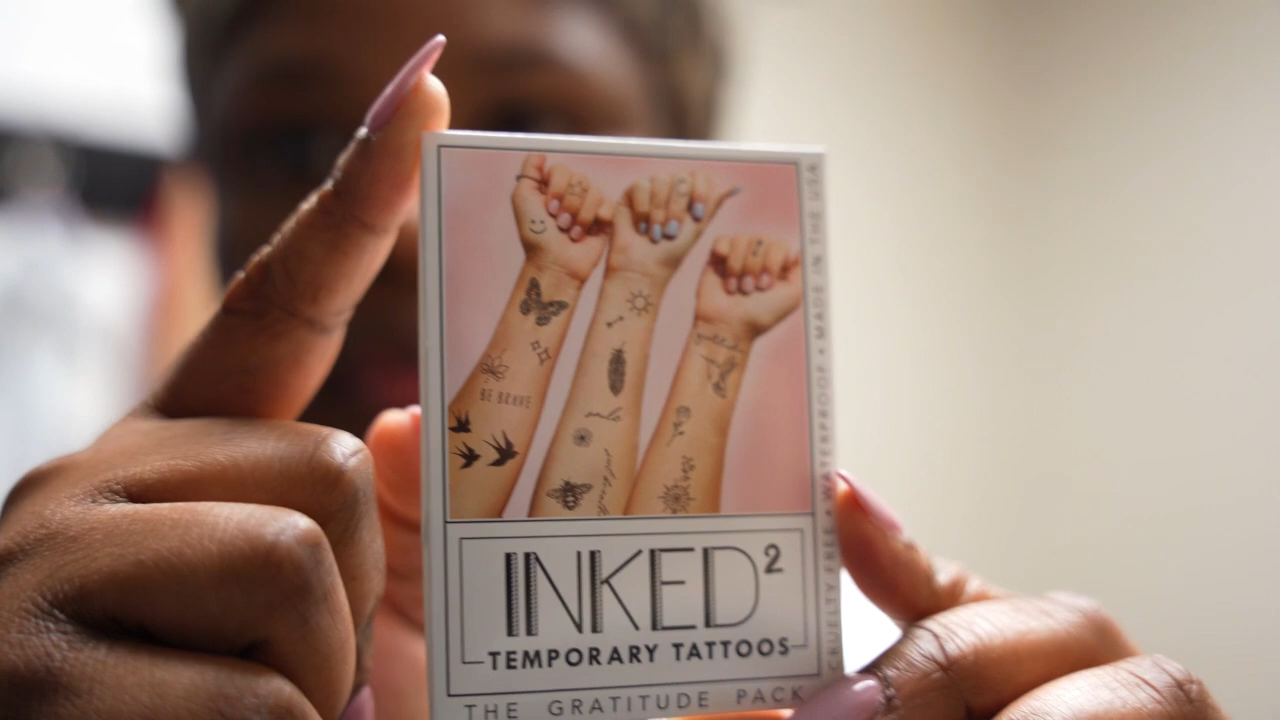 BE BRAVE
INKED²
TEMPORARY TATTOOS
THE GRATITUDE PACK
CRUELTY FREE • WATERPROOF • MADE IN THE USA